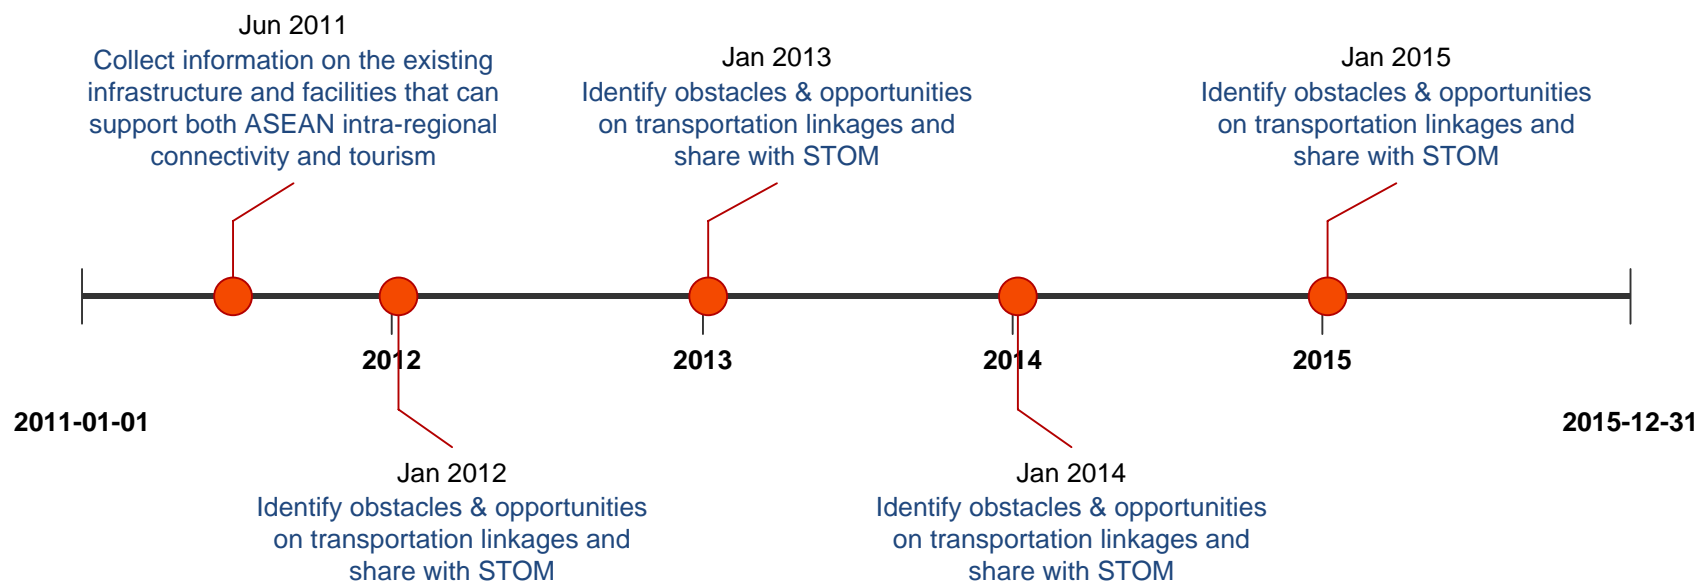 Jun 2011
Collect information on the existing
infrastructure and facilities that can
support both ASEAN intra-regional
connectivity and tourism
Jan 2013
Identify obstacles & opportunities
on transportation linkages and
share with STOM
Jan 2015
Identify obstacles & opportunities
on transportation linkages and
share with STOM
2012
2013
2014
2015
2011-01-01
2015-12-31
Jan 2012
Identify obstacles & opportunities
on transportation linkages and
share with STOM
Jan 2014
Identify obstacles & opportunities
on transportation linkages and
share with STOM